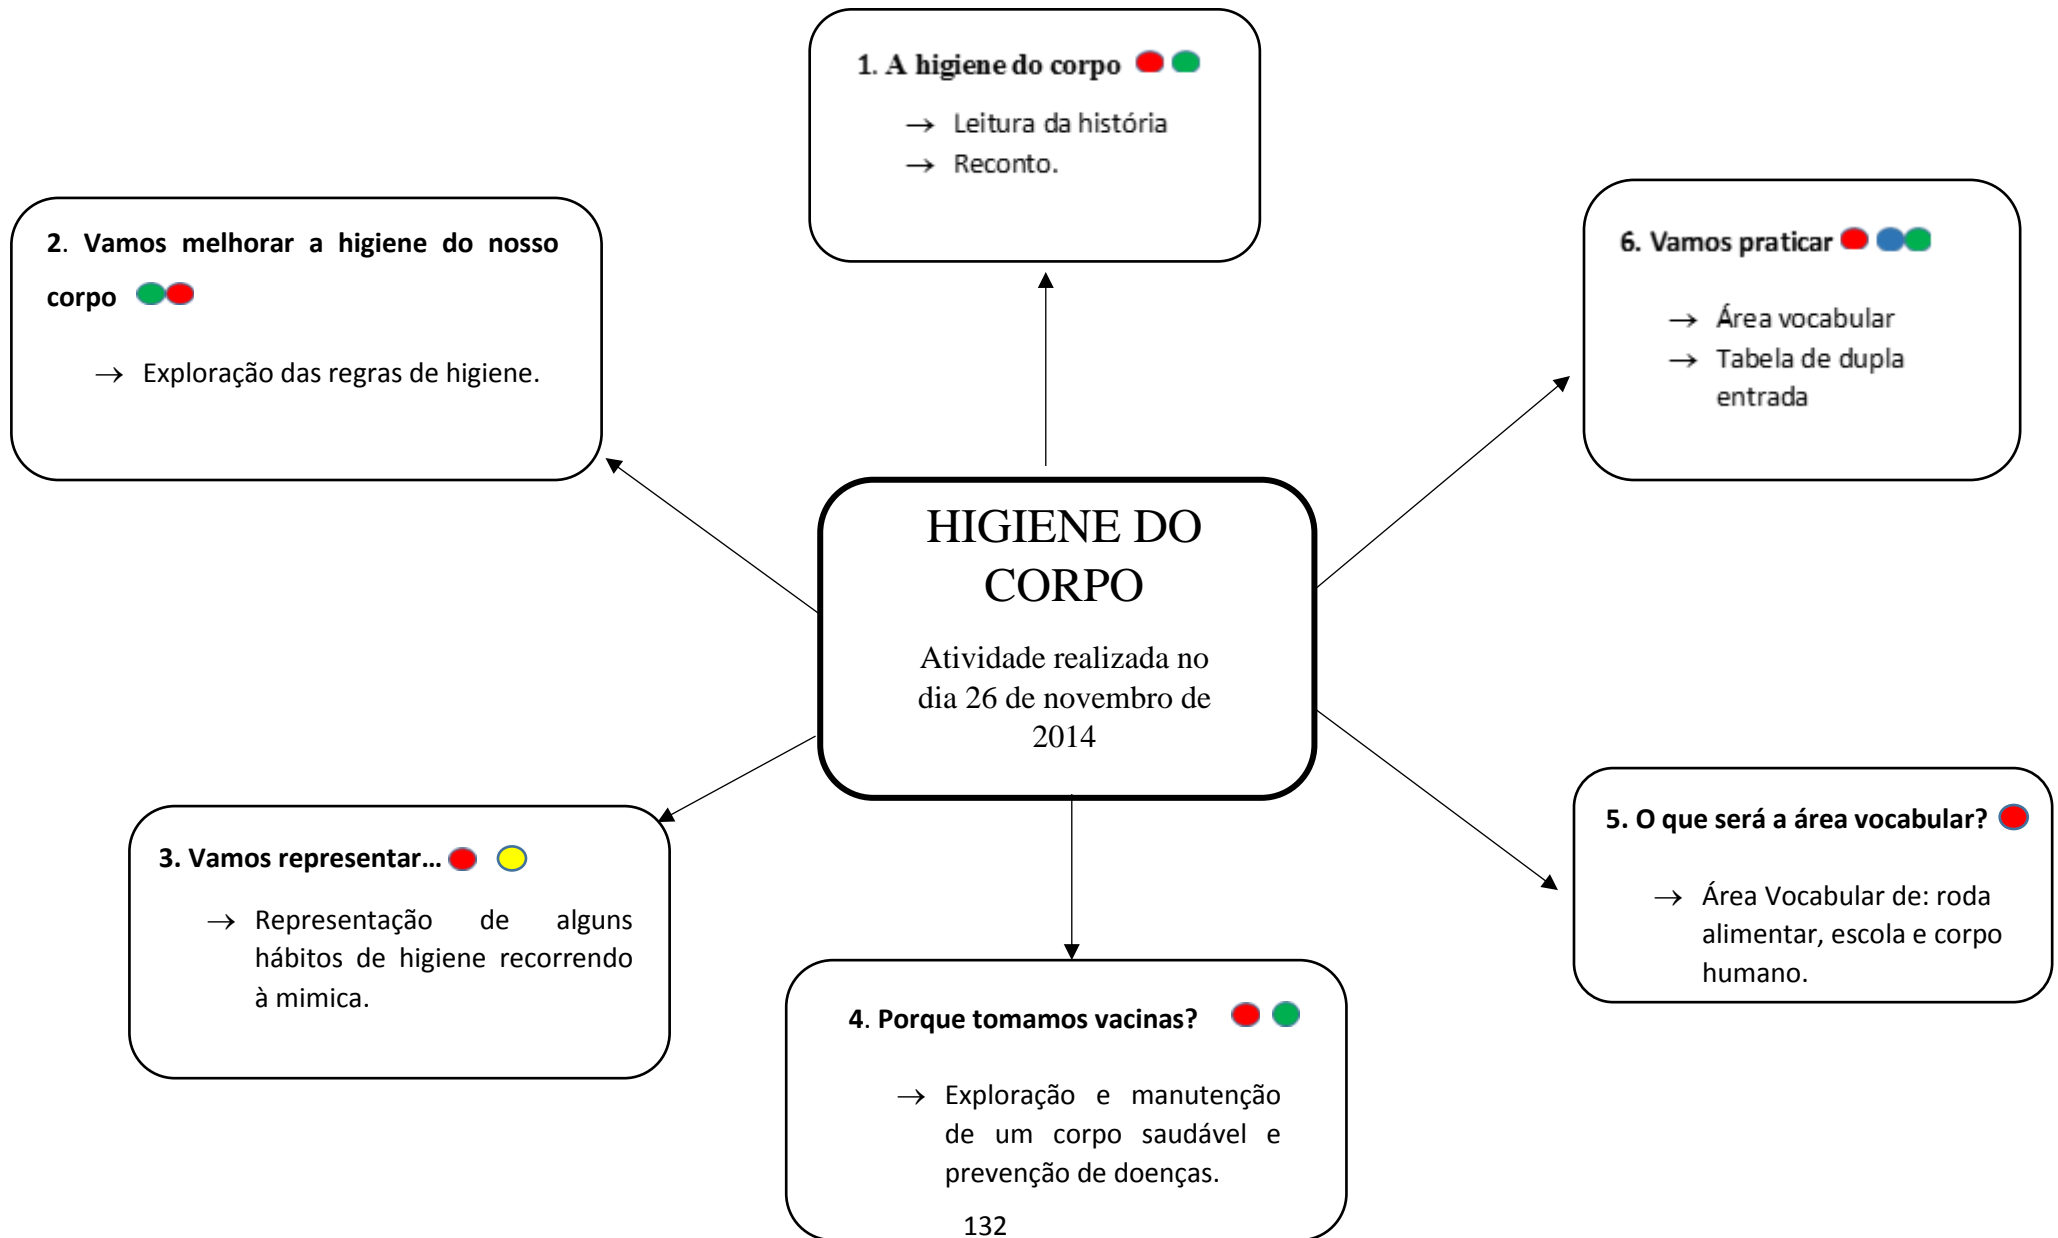 1. A higiene do corpo
→ Leitura da história
→ Reconto.
2. Vamos melhorar a higiene do nosso
corpo
→ Exploração das regras de higiene.
6. Vamos praticar
→ Área vocabular
→ Tabela de dupla
entrada
HIGIENE DO
CORPO
Atividade realizada no
dia 26 de novembro de
2014
3. Vamos representar...
→ Representação de alguns
hábitos de higiene recorrendo
à mimica.
4. Porque tomamos vacinas?
→ Exploração e manutenção
de um corpo saudável e
prevenção de doenças.
5. O que será a área vocabular?
→ Área Vocabular de: roda
alimentar, escola e corpo
humano.
132